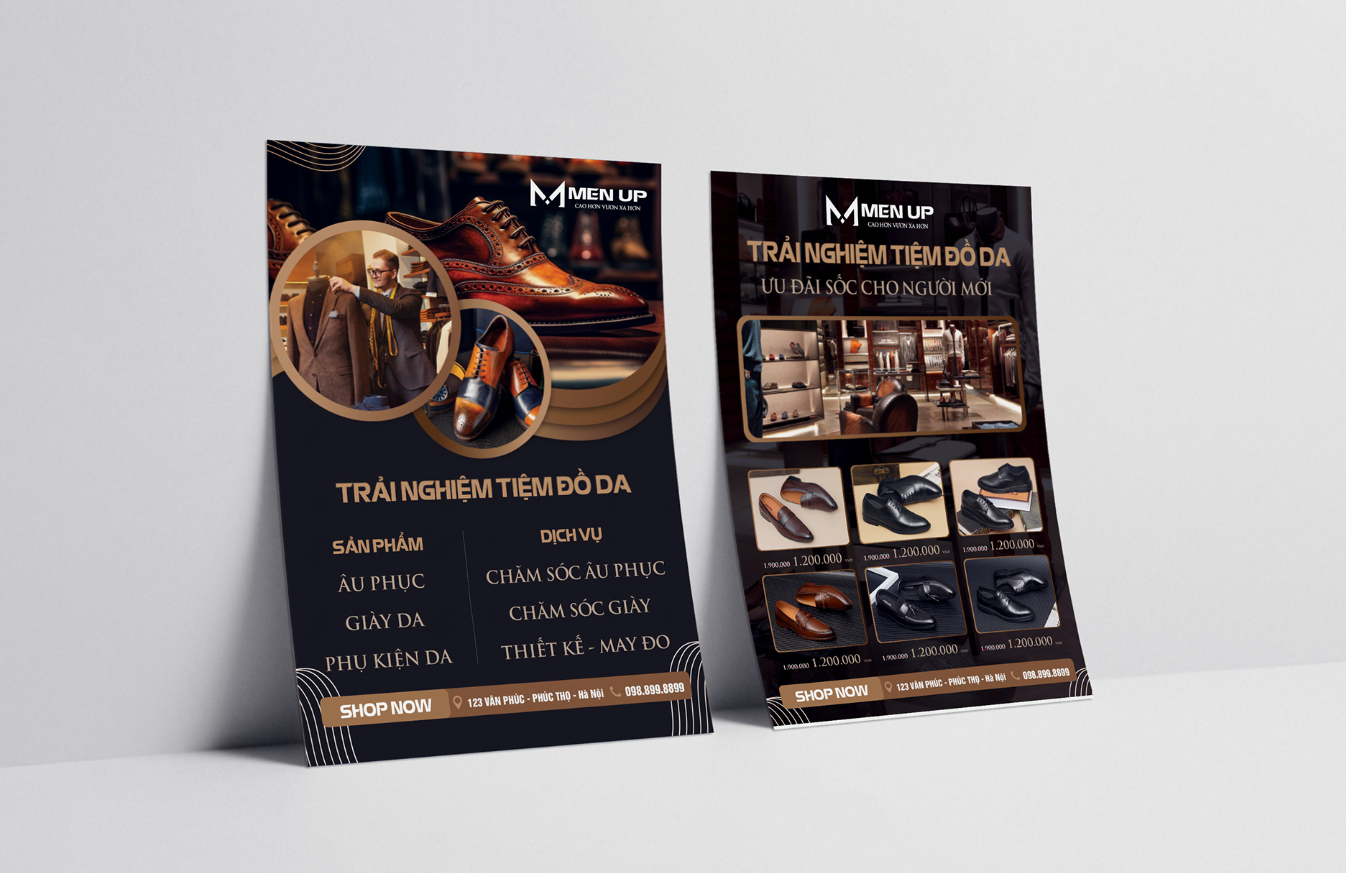 MEN UP
CAO HƠN VƯƠN XA HƠN
TRẢI NGHIỆM TIỆM ĐỒ DA
SẢN PHẨM
ÂU PHỤC
GIÀY DA
PHỤ KIỆN DA
DỊCH VỤ
CHĂM SÓC ÂU PHỤC
CHĂM SÓC GIÀY
THIẾT KẾ - MAY ĐO
SHOP NOW 123 VÂN PHÚC - PHÚC THỌ - Hà Nội 098.899.8899
MEN UP
CAO HƠN VƯƠN XA HƠN
TRẢI NGHIỆM TIỆM ĐỒ DA
ƯU ĐÃI SỐC CHO NGƯỜI MỚI
1.900.000 1.200.000 1.900.000 1.200.000 1.900.000 1.200.000
1.900.000 1.200.000 1.900.000 1.200.000 1.900.000 1.200.000
SHOP NOW 123 VÂN PHÚC - PHÚC THỌ - Hà Nội 098.899.8899